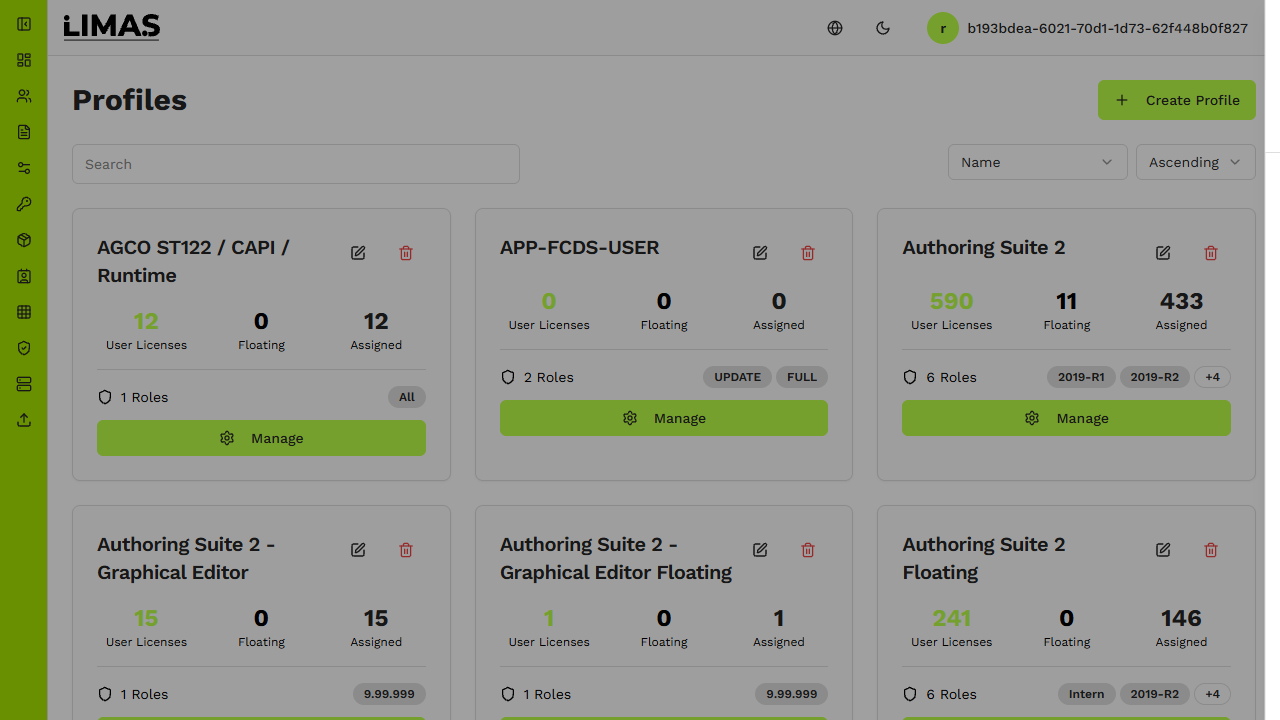 LIMAS
r
b193bdea-6021-70d1-1d73-62f448b0f827
Profiles
Create Profile
Search
Name
Ascending
AGCO ST122 / CAPI /
Runtime
12
0
12
User Licenses
Floating
Assigned
1 Roles
All
Manage
APP-FCDS-USER
0
0
0
User Licenses
Floating
Assigned
2 Roles
UPDATE
FULL
Manage
Authoring Suite 2
590
11
433
User Licenses
Floating
Assigned
6 Roles
2019-R1
2019-R2
+4
Manage
Authoring Suite 2 -
Graphical Editor
15
0
15
User Licenses
Floating
Assigned
1 Roles
9.99.999
Authoring Suite 2 -
Graphical Editor Floating
1
0
1
User Licenses
Floating
Assigned
1 Roles
9.99.999
Authoring Suite 2
Floating
241
0
146
User Licenses
Floating
Assigned
6 Roles
Intern
2019-R2
+4